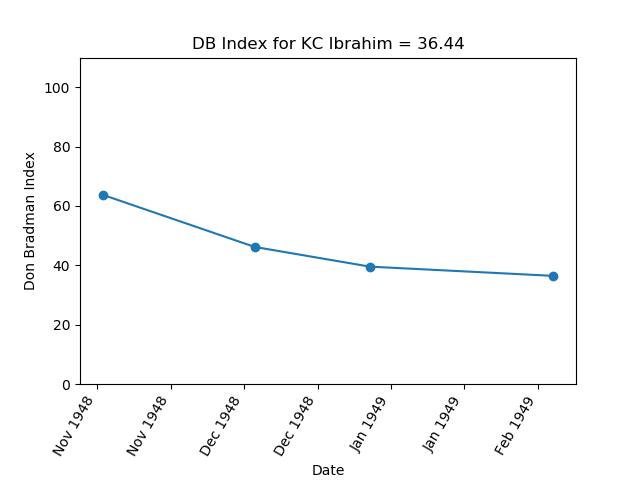 DB Index for KC Ibrahim = 36.44
100
80
60
40
20
0
Don Bradman Index
Nov 1948
Nov 1948
Dec 1948
Dec 1948
Jan 1949
Jan 1949
Feb 1949
Date